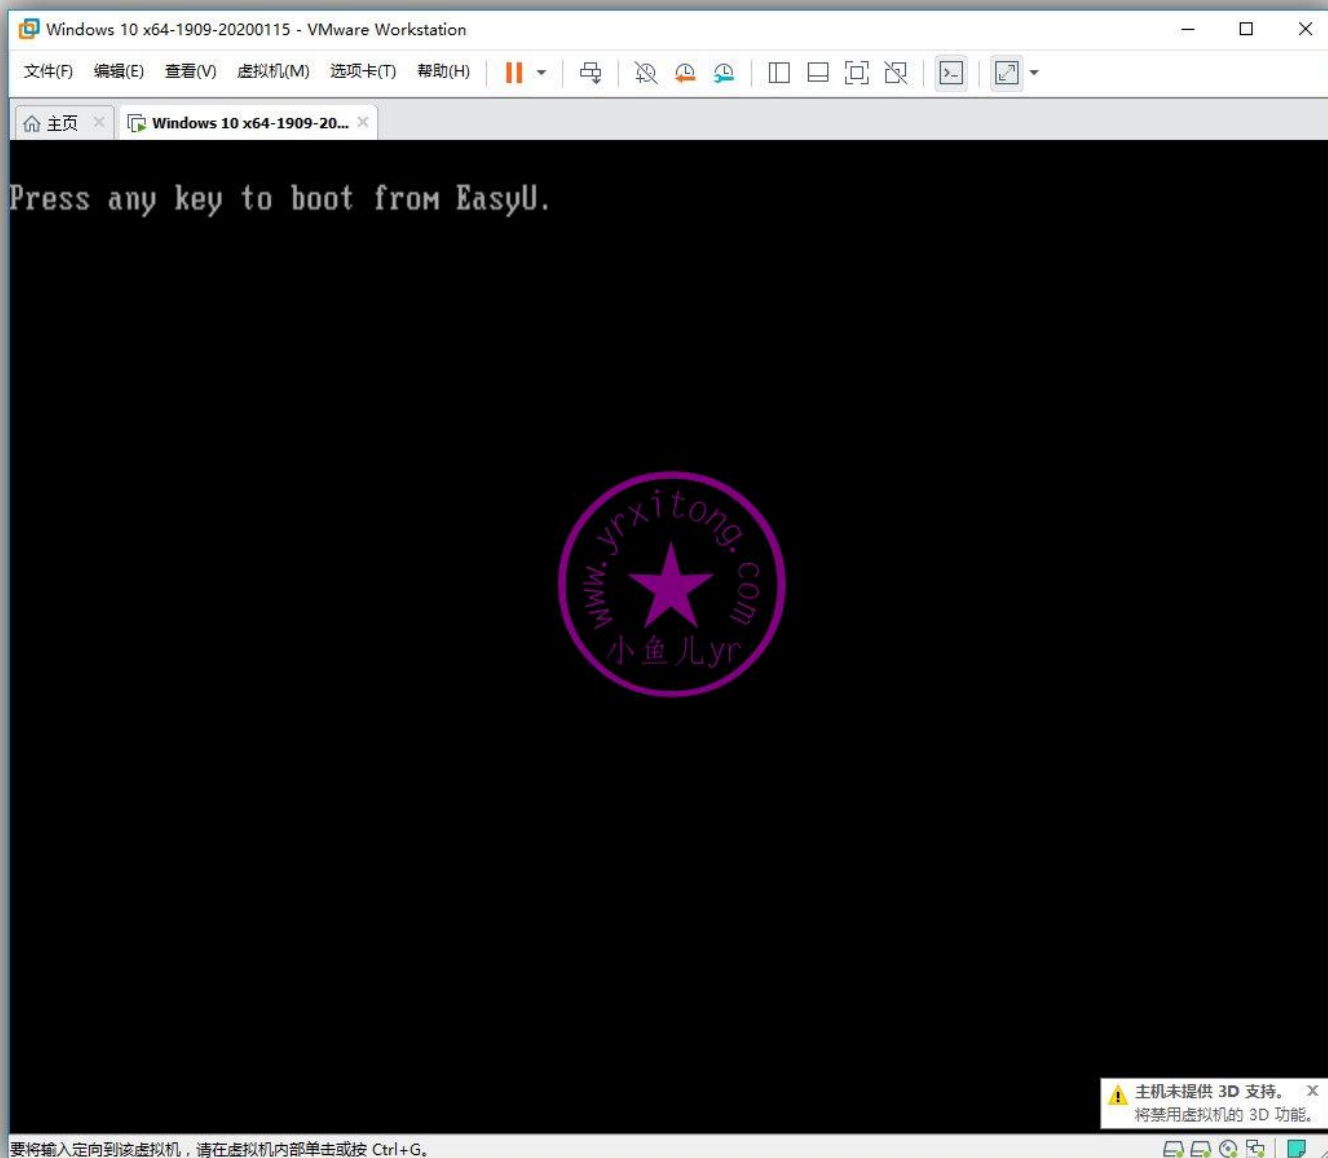 Windows 10 x64-1909-20200115 - VMware Workstation
文件(F) 编辑(E) 查看(V) 虚拟机(M) 选项卡(T) 帮助(H)
主页 Windows 10 x64-1909-20...
Press any key to boot from EasyU.
www.yrxitong.com
小鱼儿yr
主机未提供 3D 支持。
将禁用虚拟机的 3D 功能。
要将输入定向到该虚拟机，请在虚拟机内部单击或按 Ctrl+G。